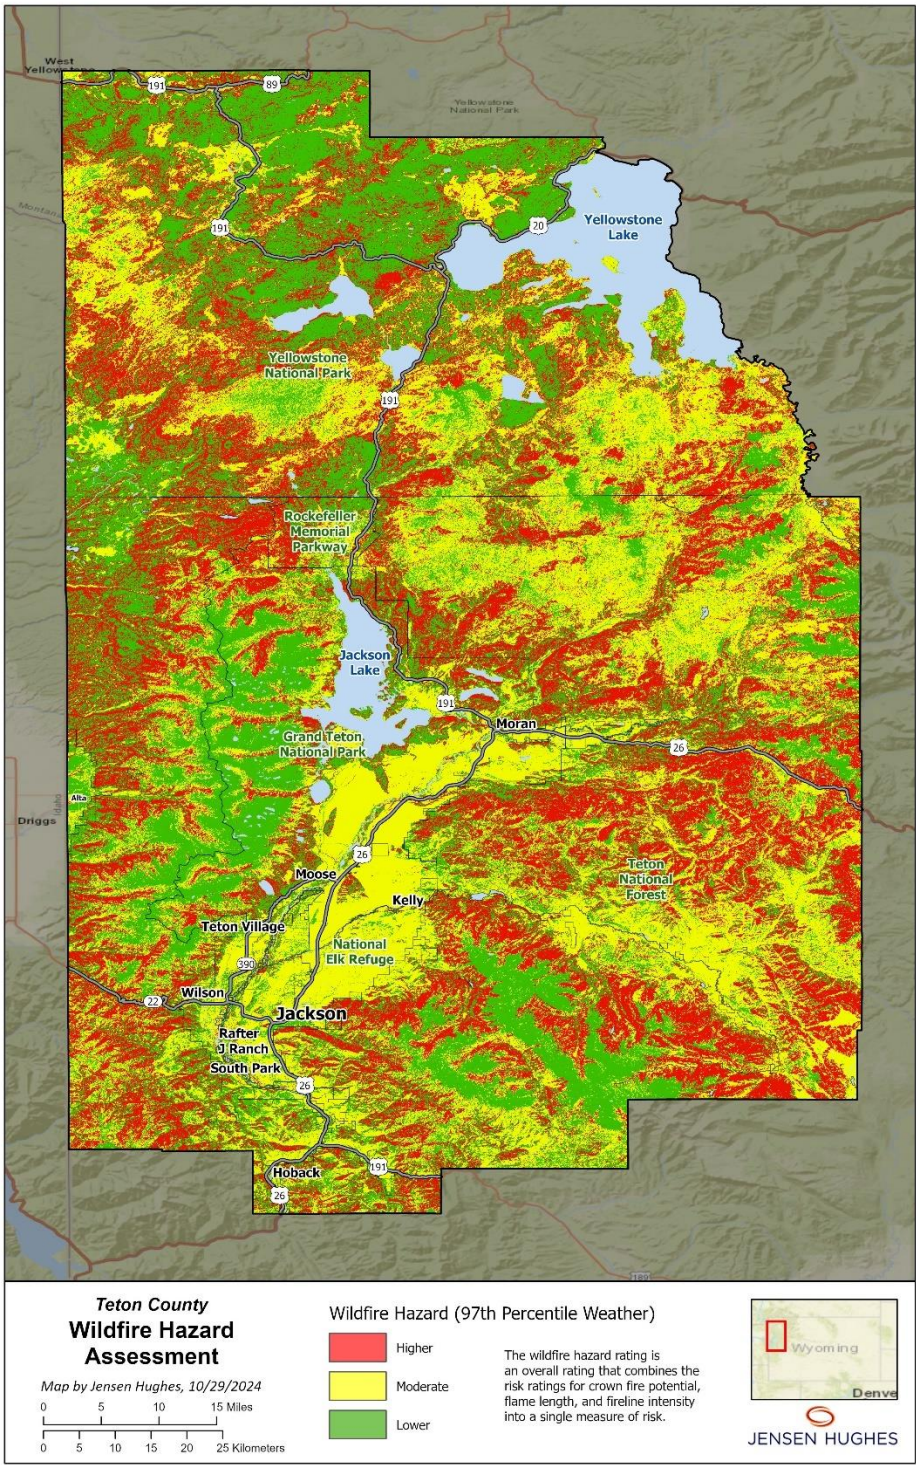 West
Yellowstone
191
89
Yellowstone
National Park
Montana
191
20
Yellowstone
Lake
Yellowstone
National Park
191
Rockefeller
Memorial
Parkway
Jackson
Lake
191
Moran
Grand Teton
National Park
26
Alta
Idaho
Driggs
26
Moose
Teton
National
Forest
Kelly
Teton Village
National
Elk Refuge
390
Wilson
22
Jackson
Rafter
J Ranch
South Park
26
191
Hoback
26
189
Teton County
Wildfire Hazard
Assessment
Map by Jensen Hughes, 10/29/2024
0 5 10 15 Miles
0 5 10 15 20 25 Kilometers
Wildfire Hazard (97th Percentile Weather)
Higher
Moderate
Lower
The wildfire hazard rating is
an overall rating that combines the
risk ratings for crown fire potential,
flame length, and fireline intensity
into a single measure of risk.
Wyoming
Denve
JENSEN HUGHES